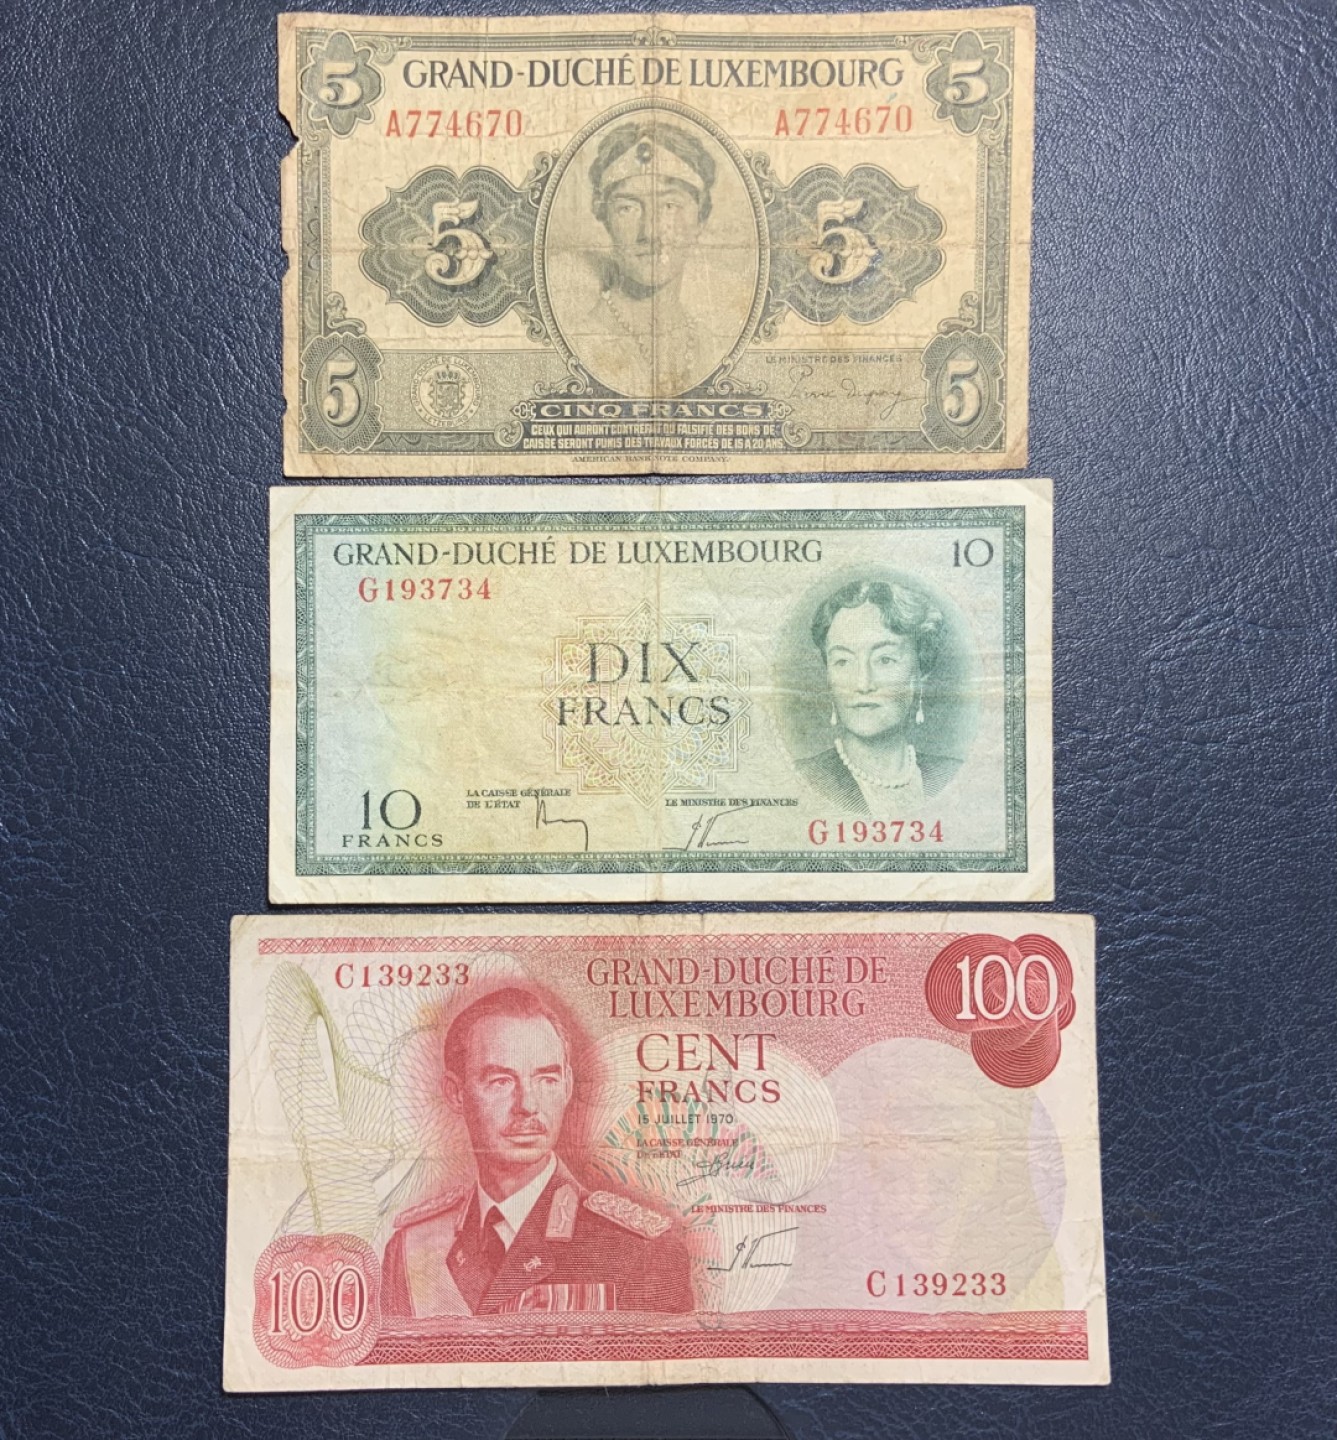 5 GRAND-DUCHÉ DE LUXEMBOURG 5
A774670 A774670
5 5
LE MINISTRE DES FINANCES
5 5
CINQ FRANCS
CEUX QUI AURONT CONTREFAIT OU FALSIFIÉ DES BONS DE
CAISSE SERONT PUNIS DES TRAVAUX FORCÉS DE 15 A 20 ANS.
AMERICAN BANK NOTE COMPANY.
GRAND-DUCHÉ DE LUXEMBOURG 10
G193734
DIX
FRANCS
LA CAISSE GÉNÉRALE
DE L'ÉTAT
LE MINISTRE DES FINANCES
10
FRANCS
G193734
C139233
GRAND-DUCHÉ DE
LUXEMBOURG
100
CENT
FRANCS
15 JUILLET 1970
LA CAISSE GÉNÉRALE
DE L'ÉTAT
LE MINISTRE DES FINANCES
100
C139233